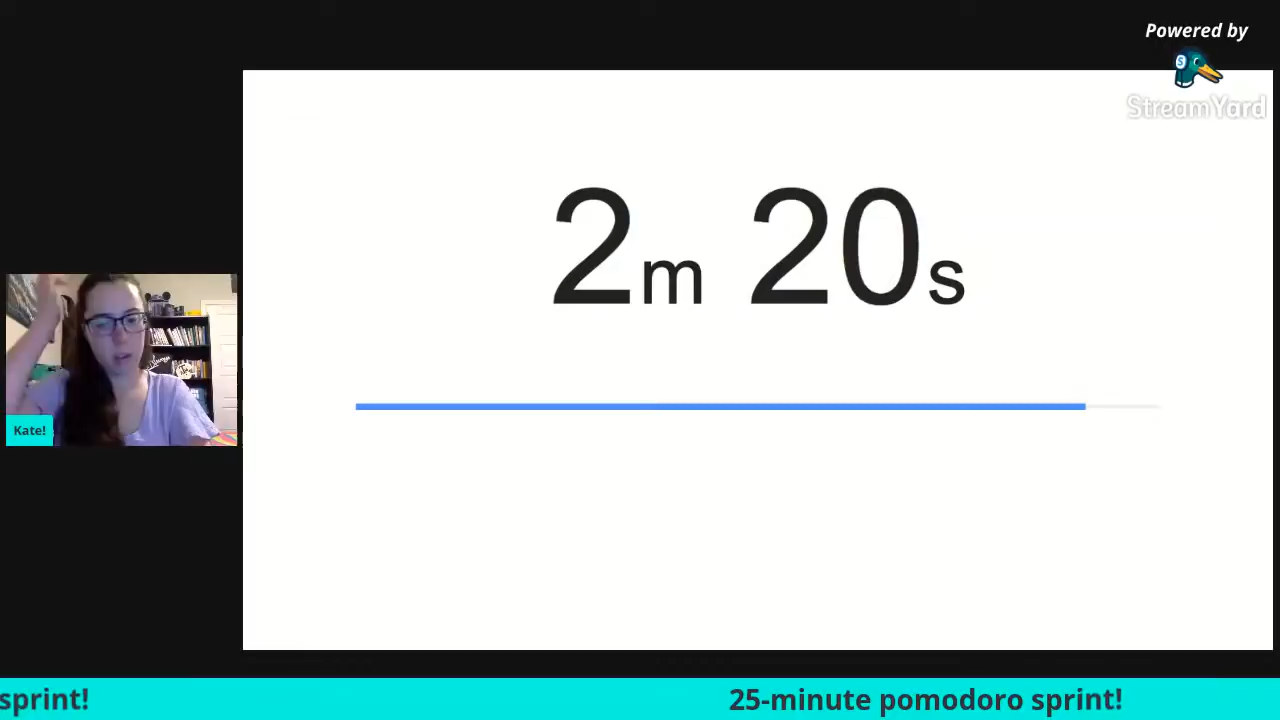 Powered by
StreamYard
2m 20s
Kate!
sprint!
25-minute pomodoro sprint!